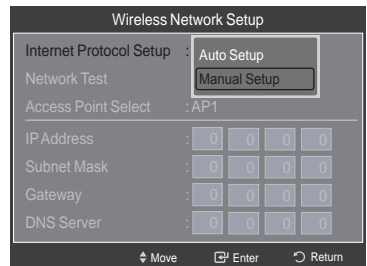 Wireless Network Setup
Internet Protocol Setup : Auto Setup
Manual Setup
Network Test
Access Point Select : AP1
IP Address : 0 0 0 0
Subnet Mask : 0 0 0 0
Gateway : 0 0 0 0
DNS Server : 0 0 0 0
Move Enter Return